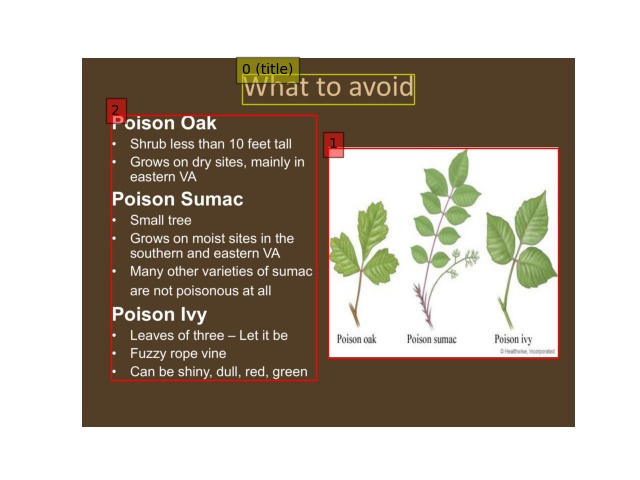 0 (title)
What to avoid
2
Poison Oak
• Shrub less than 10 feet tall
• Grows on dry sites, mainly in
eastern VA
Poison Sumac
• Small tree
• Grows on moist sites in the
southern and eastern VA
• Many other varieties of sumac
are not poisonous at all
Poison Ivy
• Leaves of three – Let it be
• Fuzzy rope vine
• Can be shiny, dull, red, green
1
Poison oak Poison sumac Poison ivy
© Healthwise, Incorporated